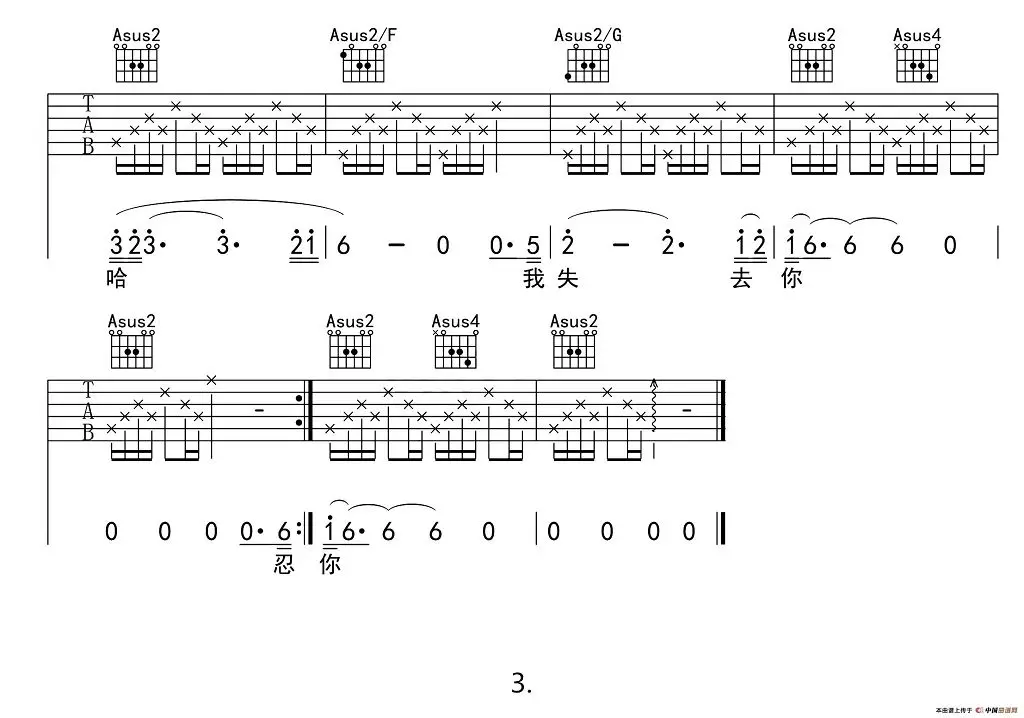 Asus2 Asus2/F Asus2/G Asus2 Asus4
T
A
B
3 2 3· 3· 2 1 | 6 – 0 0· 5 | 2 – 2· 1 2 | 1 6· 6 6 0 |
哈 我 失 去 你
Asus2 Asus2 Asus4 Asus2
T
A
B
0 0 0 0· 6 :| 1 6· 6 6 0 | 0 0 0 0 |
忍 你
3.
本曲谱上传于 中国曲谱网